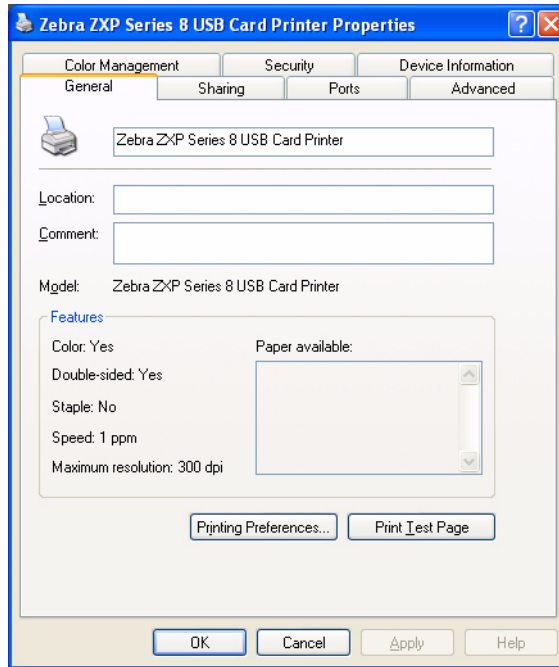 Zebra ZXP Series 8 USB Card Printer Properties
?
Color Management Security Device Information
General Sharing Ports Advanced
Zebra ZXP Series 8 USB Card Printer
Location:
Comment:
Model: Zebra ZXP Series 8 USB Card Printer
Features
Color: Yes Paper available:
Double-sided: Yes
Staple: No
Speed: 1 ppm
Maximum resolution: 300 dpi
Printing Preferences... Print Test Page
OK Cancel Apply Help